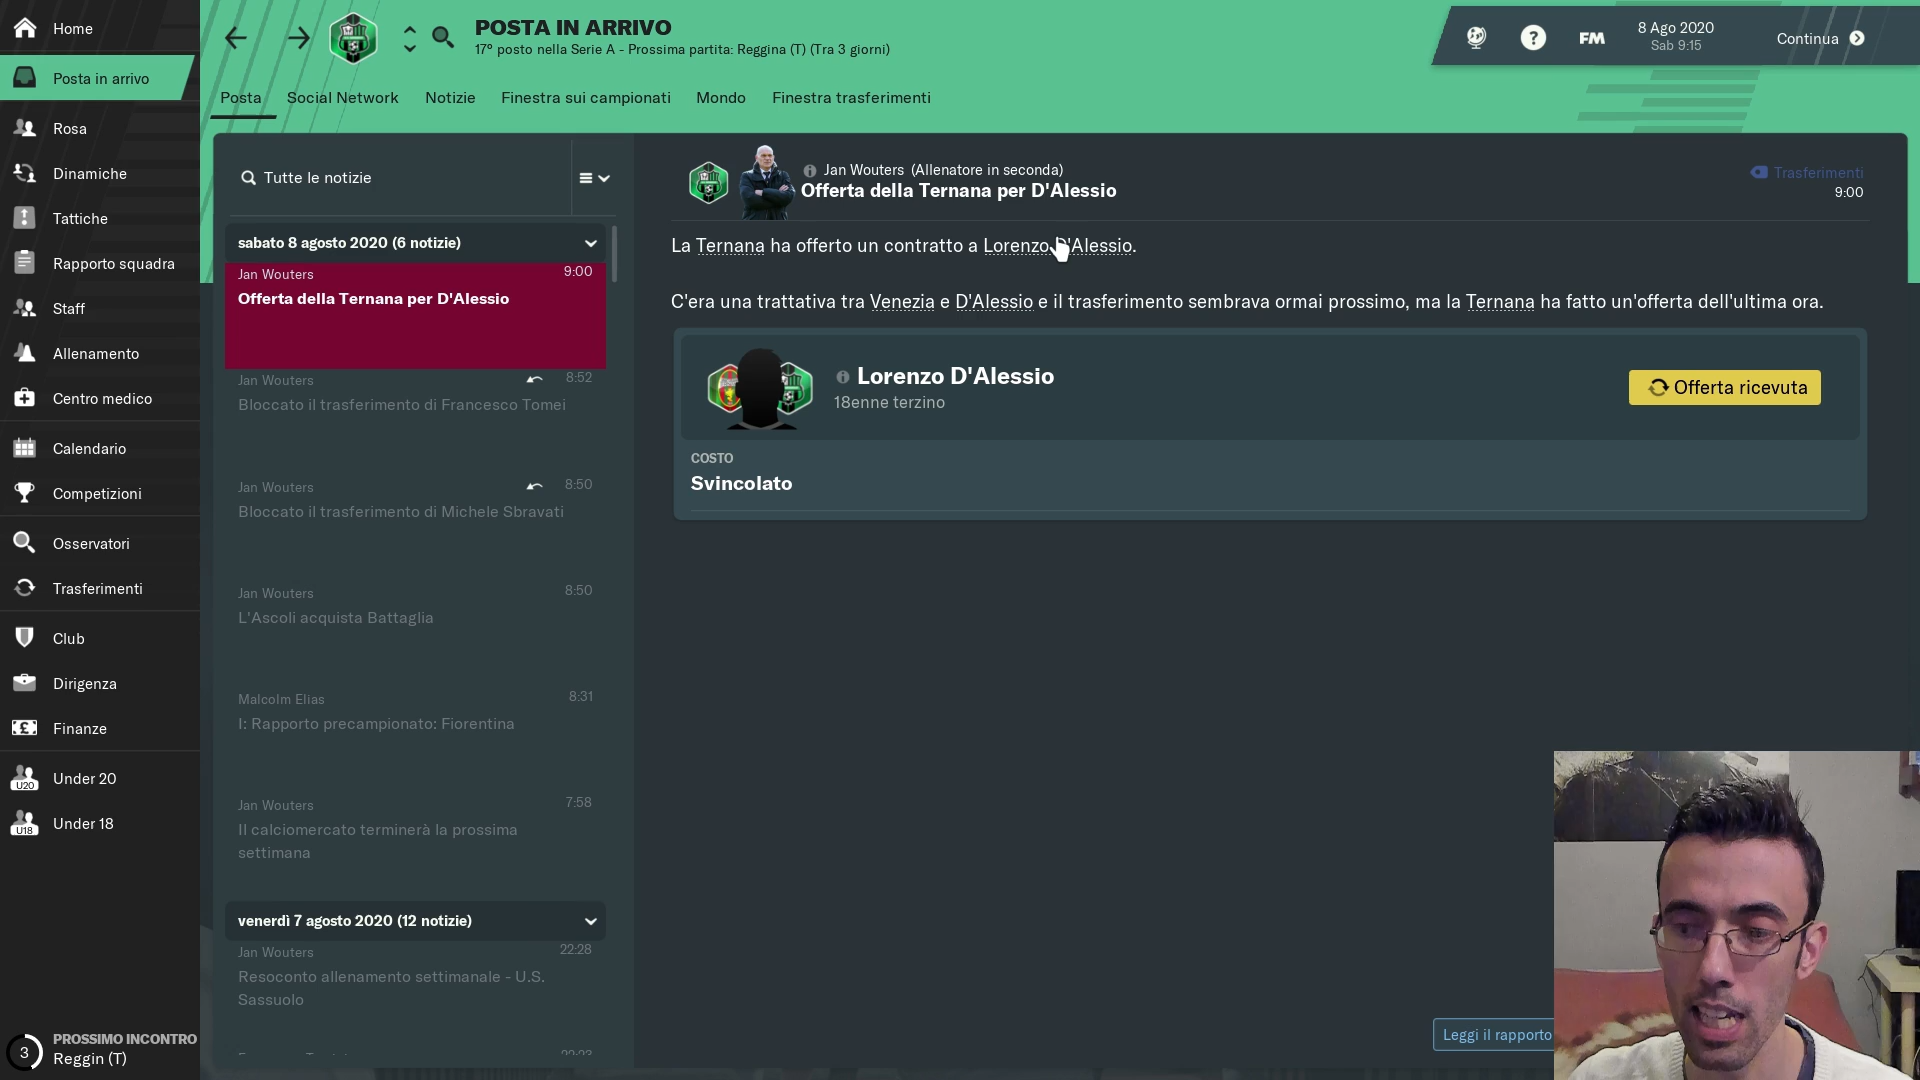 Home
Posta in arrivo
Rosa
Dinamiche
Tattiche
Rapporto squadra
Staff
Allenamento
Centro medico
Calendario
Competizioni
Osservatori
Trasferimenti
Club
Dirigenza
Finanze
U20
Under 20
U18
Under 18
3
PROSSIMO INCONTRO
Reggin (T)
POSTA IN ARRIVO
17° posto nella Serie A - Prossima partita: Reggina (T) (Tra 3 giorni)
?
FM
8 Ago 2020
Sab 9:15
Continua
Posta
Social Network
Notizie
Finestra sui campionati
Mondo
Finestra trasferimenti
Tutte le notizie
sabato 8 agosto 2020 (6 notizie)
Jan Wouters 9:00
Offerta della Ternana per D'Alessio
Jan Wouters 8:52
Bloccato il trasferimento di Francesco Tomei
Jan Wouters 8:50
Bloccato il trasferimento di Michele Sbravati
Jan Wouters 8:50
L'Ascoli acquista Battaglia
Malcolm Elias 8:31
I: Rapporto precampionato: Fiorentina
Jan Wouters 7:58
Il calciomercato terminerà la prossima
settimana
venerdì 7 agosto 2020 (12 notizie)
Jan Wouters 22:28
Resoconto allenamento settimanale - U.S.
Sassuolo
Jan Wouters (Allenatore in seconda)
Offerta della Ternana per D'Alessio
Trasferimenti
9:00
La Ternana ha offerto un contratto a Lorenzo D'Alessio.
C'era una trattativa tra Venezia e D'Alessio e il trasferimento sembrava ormai prossimo, ma la Ternana ha fatto un'offerta dell'ultima ora.
Lorenzo D'Alessio
18enne terzino
Offerta ricevuta
COSTO
Svincolato
Leggi il rapporto